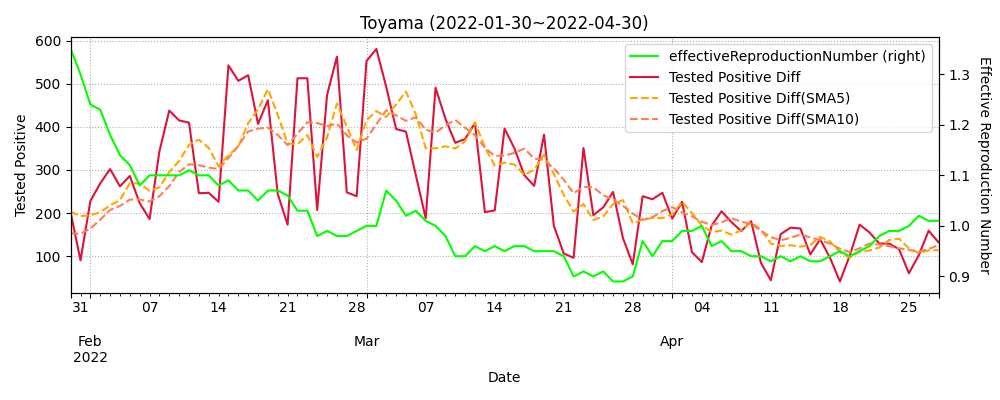 Toyama (2022-01-30~2022-04-30)
effectiveReproductionNumber (right)
Tested Positive Diff
Tested Positive Diff(SMA5)
Tested Positive Diff(SMA10)
Tested Positive
600
500
400
300
200
100
Effective Reproduction Number
1.3
1.2
1.1
1.0
0.9
31 07 14 21 28 07 14 21 28 04 11 18 25
Feb Mar Apr
2022
Date